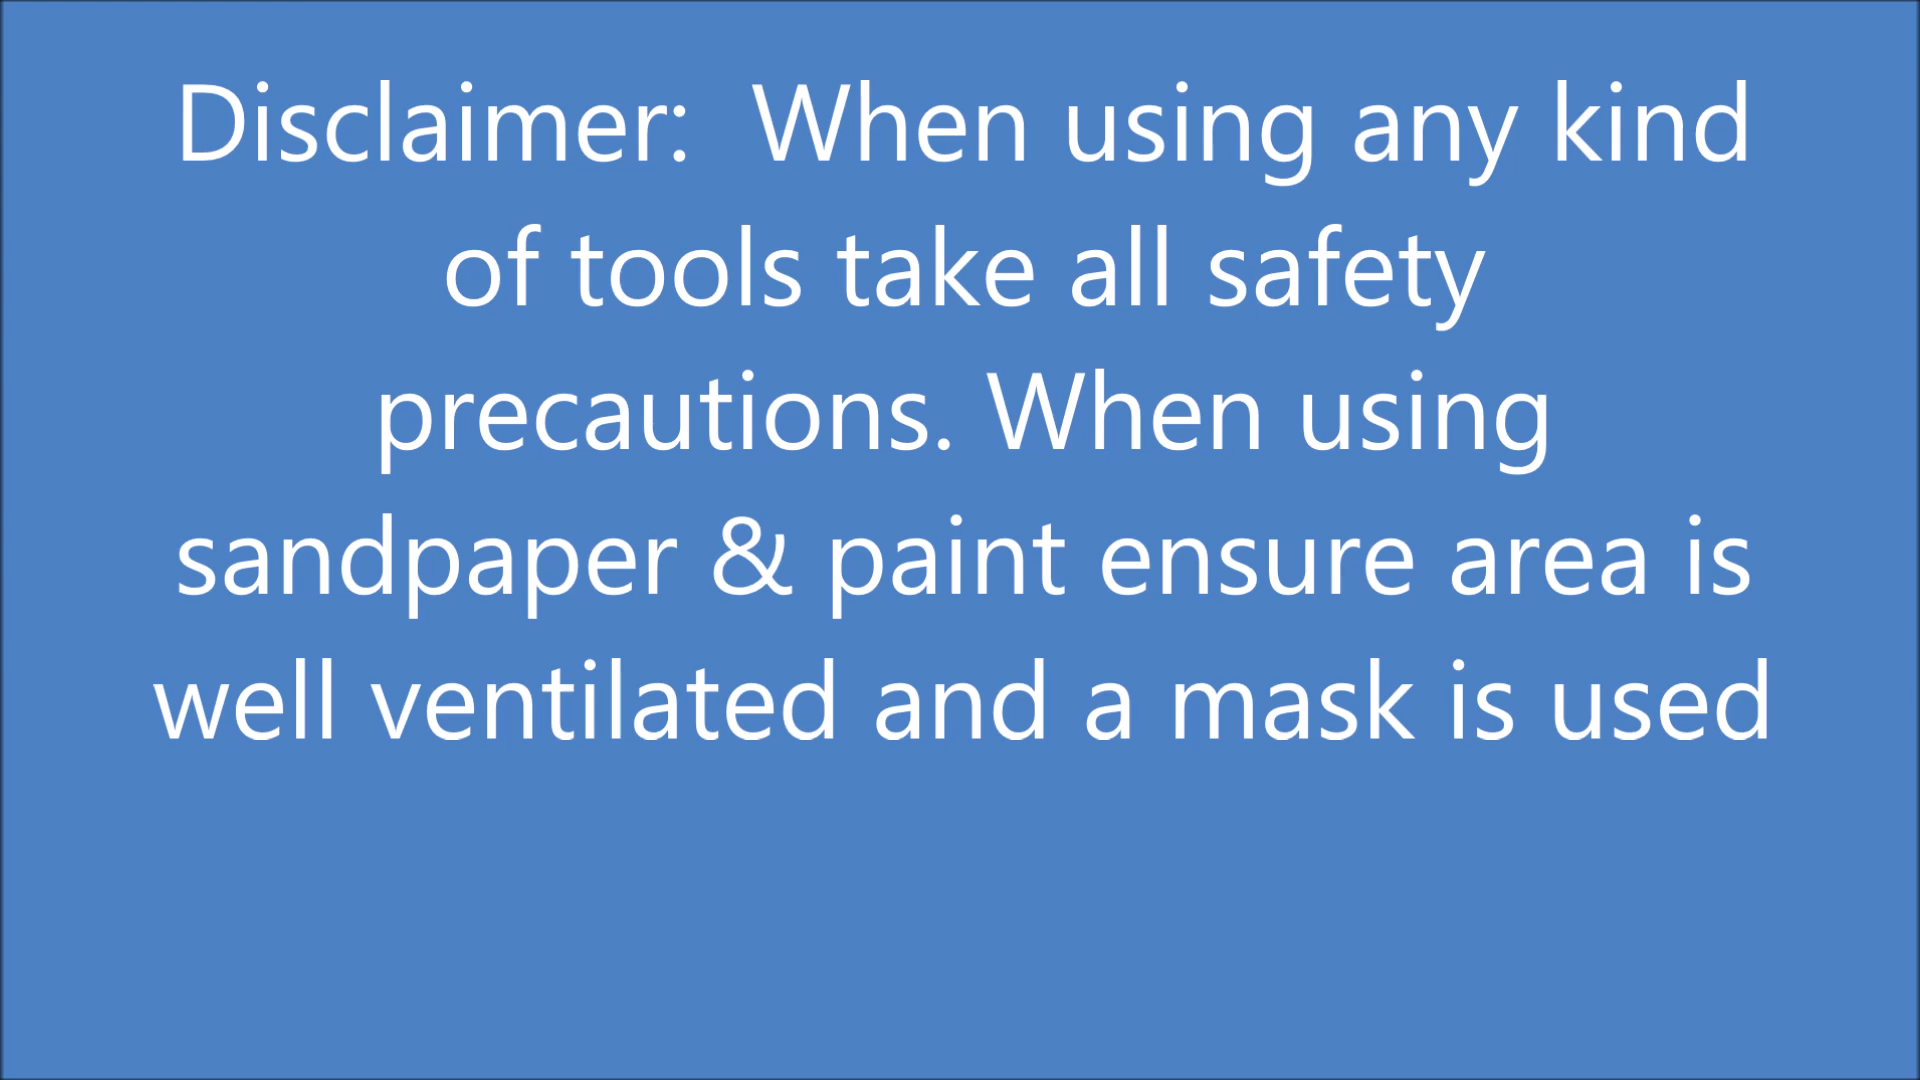 Disclaimer:  When using any kind
of tools take all safety
precautions. When using
sandpaper & paint ensure area is
well ventilated and a mask is used